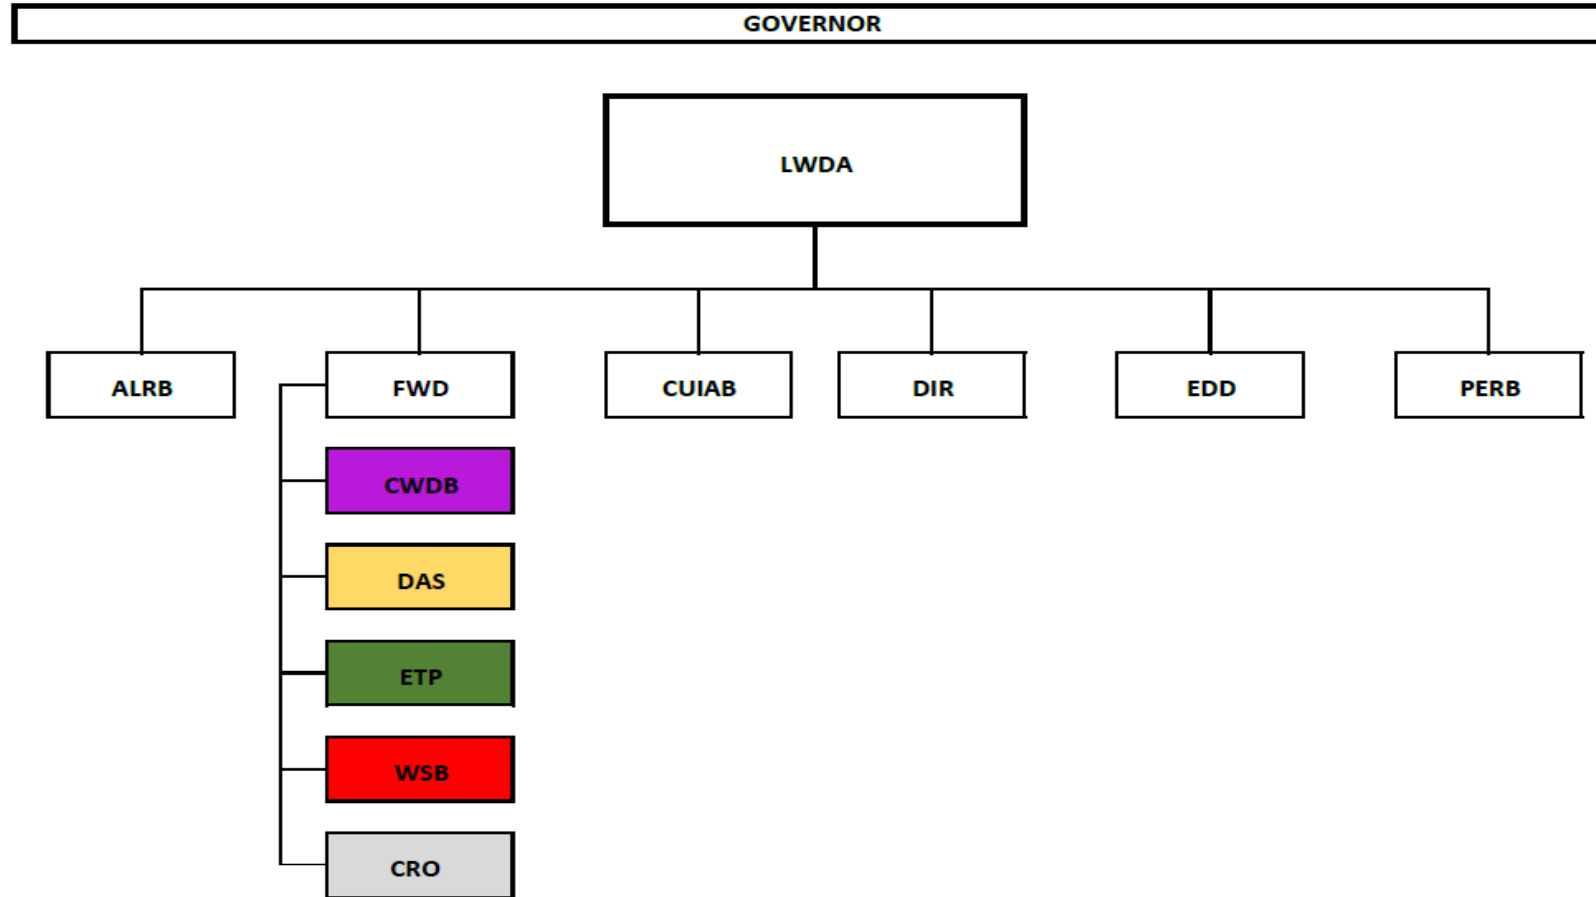 GOVERNOR
LWDA
ALRB
FWD
CUIAB
DIR
EDD
PERB
CWDB
DAS
ETP
WSB
CRO